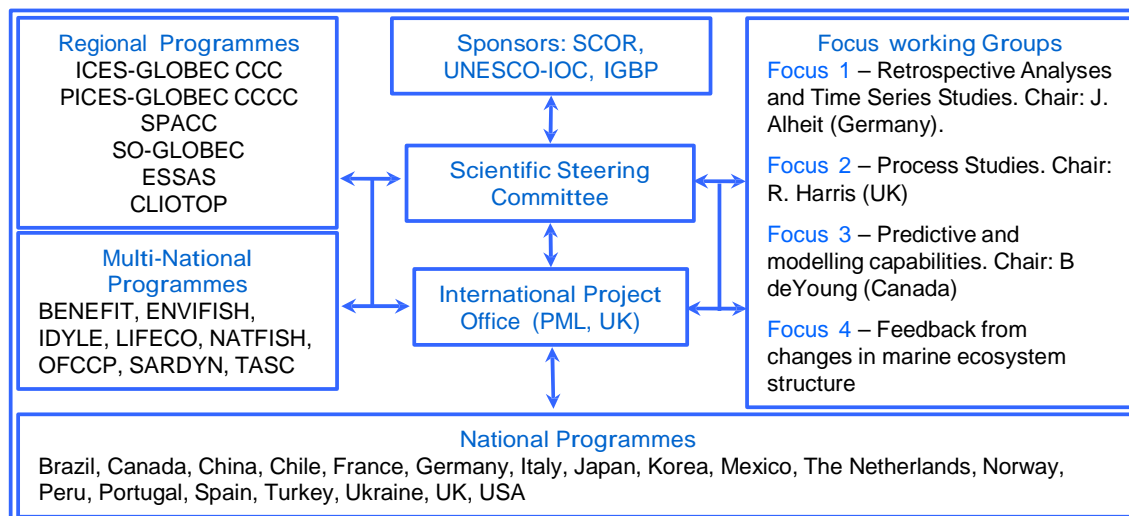 Regional Programmes
ICES-GLOBEC CCC
PICES-GLOBEC CCCC
SPACC
SO-GLOBEC
ESSAS
CLIOTOP
Multi-National
Programmes
BENEFIT, ENVIFISH,
IDYLE, LIFECO, NATFISH,
OFCCP, SARDYN, TASC
Sponsors: SCOR,
UNESCO-IOC, IGBP
Scientific Steering
Committee
International Project
Office (PML, UK)
Focus working Groups
Focus 1 – Retrospective Analyses
and Time Series Studies. Chair: J.
Alheit (Germany).
Focus 2 – Process Studies. Chair:
R. Harris (UK)
Focus 3 – Predictive and
modelling capabilities. Chair: B
deYoung (Canada)
Focus 4 – Feedback from
changes in marine ecosystem
structure
National Programmes
Brazil, Canada, China, Chile, France, Germany, Italy, Japan, Korea, Mexico, The Netherlands, Norway,
Peru, Portugal, Spain, Turkey, Ukraine, UK, USA